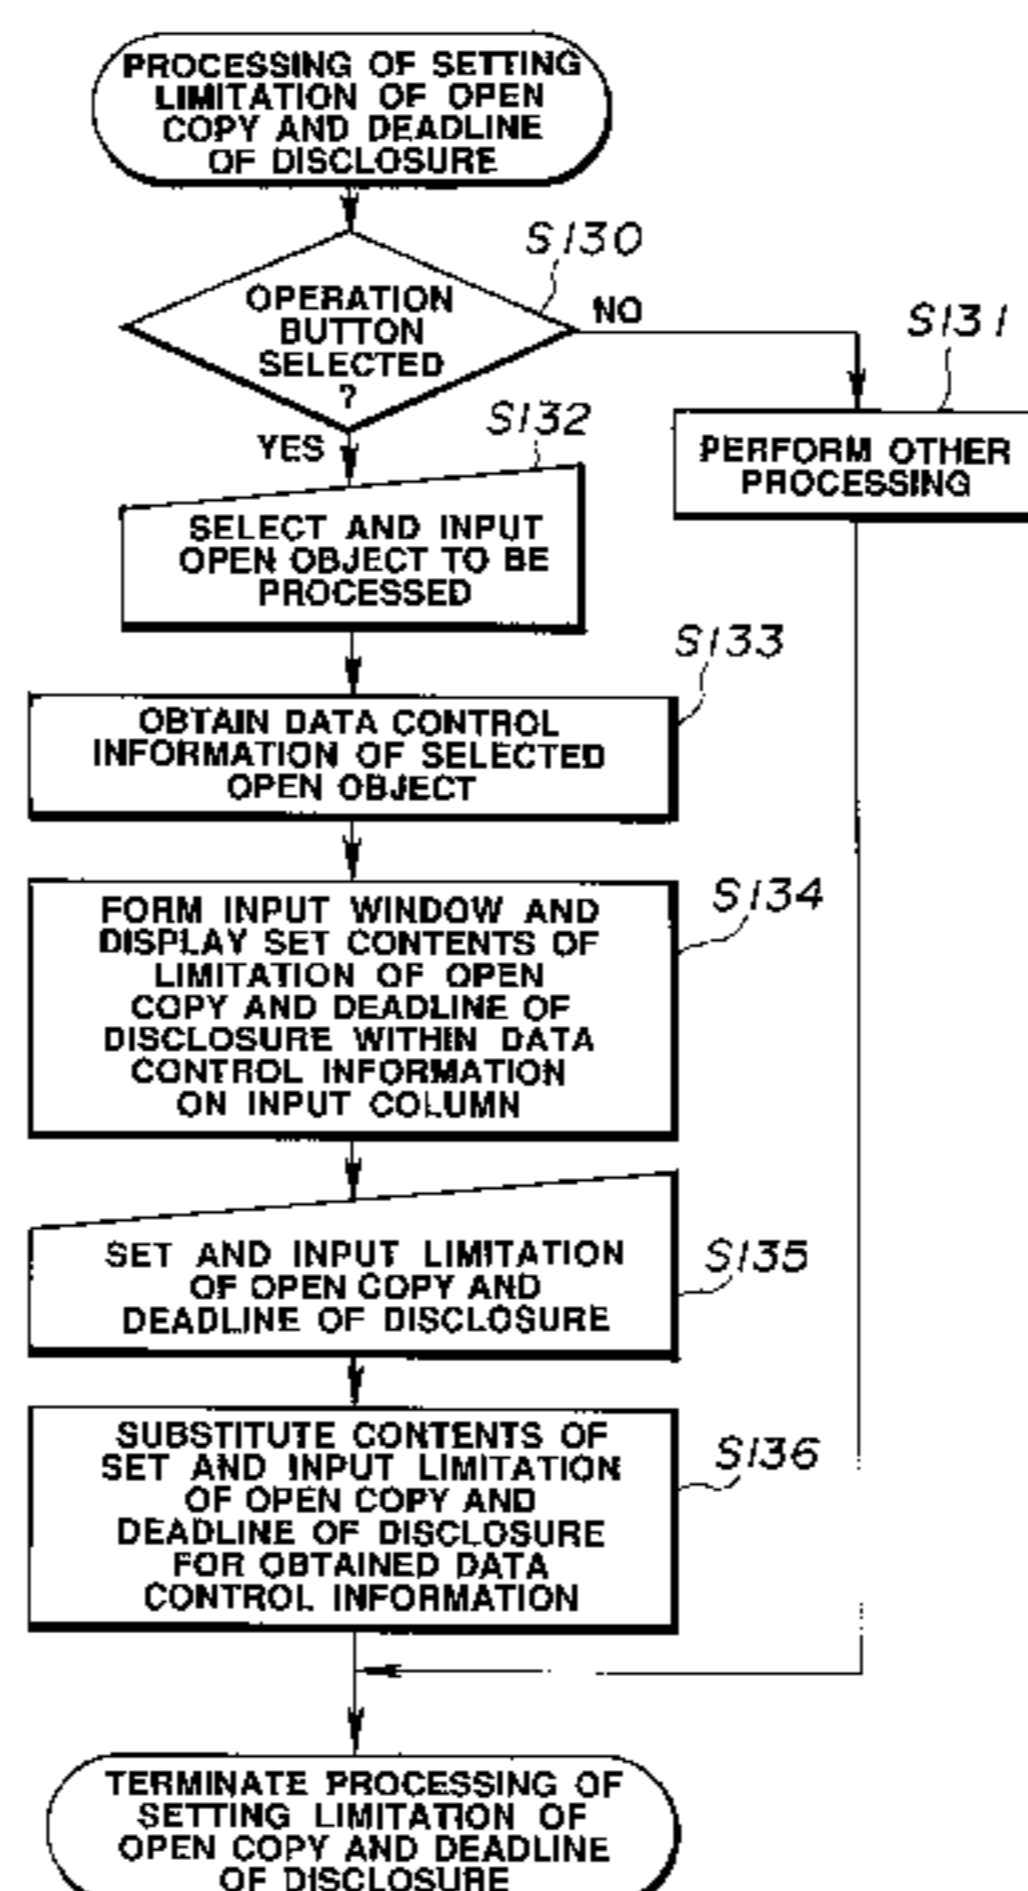 PROCESSING OF SETTING
LIMITATION OF OPEN
COPY AND DEADLINE
OF DISCLOSURE
S130
OPERATION
BUTTON
SELECTED
?
NO
S131
PERFORM OTHER
PROCESSING
YES
S132
SELECT AND INPUT
OPEN OBJECT TO BE
PROCESSED
S133
OBTAIN DATA CONTROL
INFORMATION OF SELECTED
OPEN OBJECT
S134
FORM INPUT WINDOW AND
DISPLAY SET CONTENTS OF
LIMITATION OF OPEN
COPY AND DEADLINE OF
DISCLOSURE WITHIN DATA
CONTROL INFORMATION
ON INPUT COLUMN
S135
SET AND INPUT LIMITATION
OF OPEN COPY AND
DEADLINE OF DISCLOSURE
S136
SUBSTITUTE CONTENTS OF
SET AND INPUT LIMITATION
OF OPEN COPY AND
DEADLINE OF DISCLOSURE
FOR OBTAINED DATA
CONTROL INFORMATION
TERMINATE PROCESSING OF
SETTING LIMITATION OF
OPEN COPY AND DEADLINE
OF DISCLOSURE